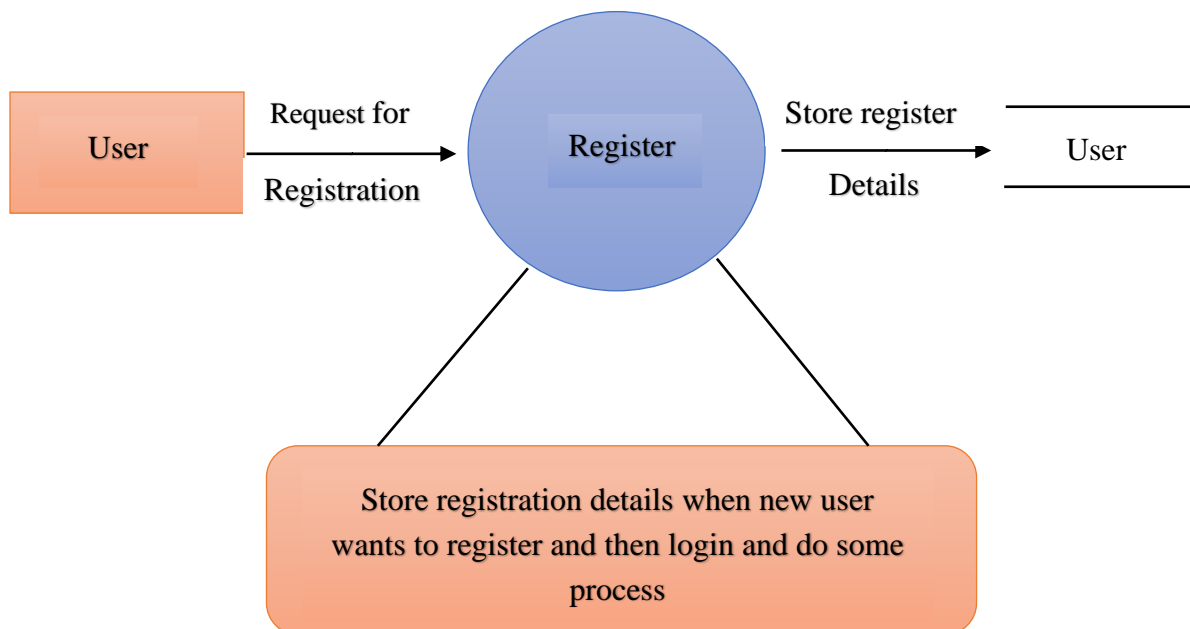 User
Request for
Registration
Register
Store register
Details
User
Store registration details when new user
wants to register and then login and do some
process